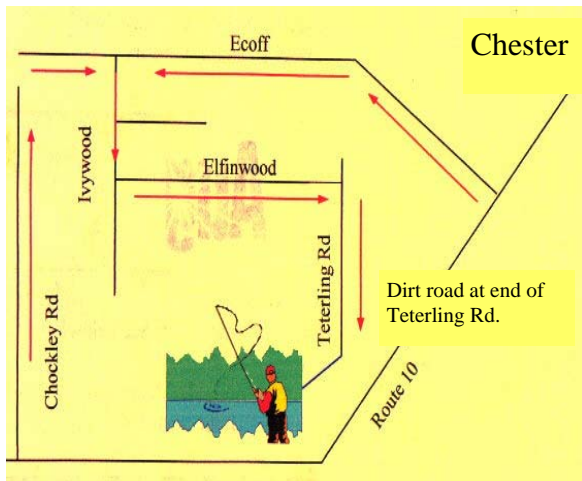 Ecoff
Chester
Ivywood
Elfinwood
Teterling Rd
Dirt road at end of
Teterling Rd.
Chockley Rd
Route 10